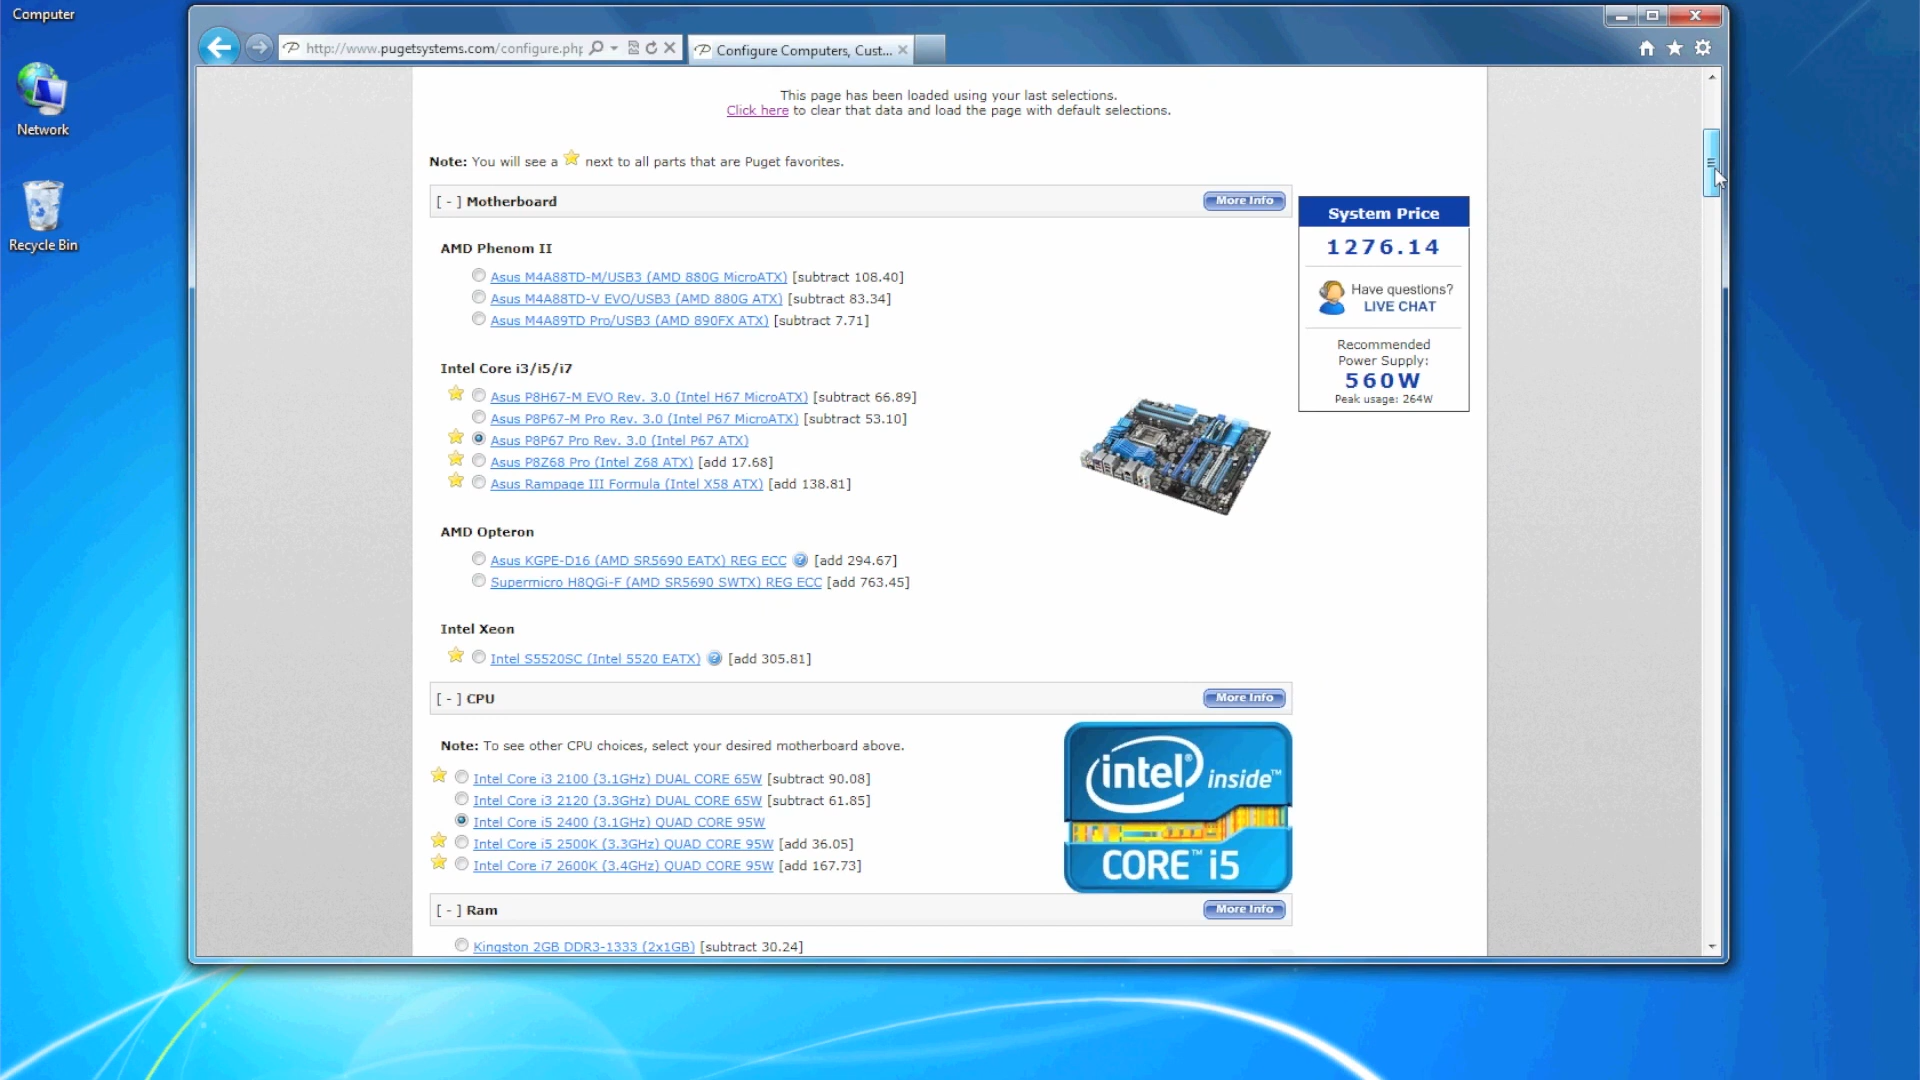 Computer
Network
Recycle Bin
http://www.pugetsystems.com/configure.php
Configure Computers, Cust...
This page has been loaded using your last selections.
Click here to clear that data and load the page with default selections.
Note: You will see a next to all parts that are Puget favorites.
[ - ] Motherboard
More Info
AMD Phenom II
Asus M4A88TD-M/USB3 (AMD 880G MicroATX) [subtract 108.40]
Asus M4A88TD-V EVO/USB3 (AMD 880G ATX) [subtract 83.34]
Asus M4A89TD Pro/USB3 (AMD 890FX ATX) [subtract 7.71]
Intel Core i3/i5/i7
Asus P8H67-M EVO Rev. 3.0 (Intel H67 MicroATX) [subtract 66.89]
Asus P8P67-M Pro Rev. 3.0 (Intel P67 MicroATX) [subtract 53.10]
Asus P8P67 Pro Rev. 3.0 (Intel P67 ATX)
Asus P8Z68 Pro (Intel Z68 ATX) [add 17.68]
Asus Rampage III Formula (Intel X58 ATX) [add 138.81]
AMD Opteron
Asus KGPE-D16 (AMD SR5690 EATX) REG ECC ? [add 294.67]
Supermicro H8QGi-F (AMD SR5690 SWTX) REG ECC [add 763.45]
Intel Xeon
Intel S5520SC (Intel 5520 EATX) ? [add 305.81]
System Price
1276.14
Have questions?
LIVE CHAT
Recommended
Power Supply:
560W
Peak usage: 264W
[ - ] CPU
More Info
Note: To see other CPU choices, select your desired motherboard above.
Intel Core i3 2100 (3.1GHz) DUAL CORE 65W [subtract 90.08]
Intel Core i3 2120 (3.3GHz) DUAL CORE 65W [subtract 61.85]
Intel Core i5 2400 (3.1GHz) QUAD CORE 95W
Intel Core i5 2500K (3.3GHz) QUAD CORE 95W [add 36.05]
Intel Core i7 2600K (3.4GHz) QUAD CORE 95W [add 167.73]
intel® inside™
CORE™ i5
[ - ] Ram
More Info
Kingston 2GB DDR3-1333 (2x1GB) [subtract 30.24]